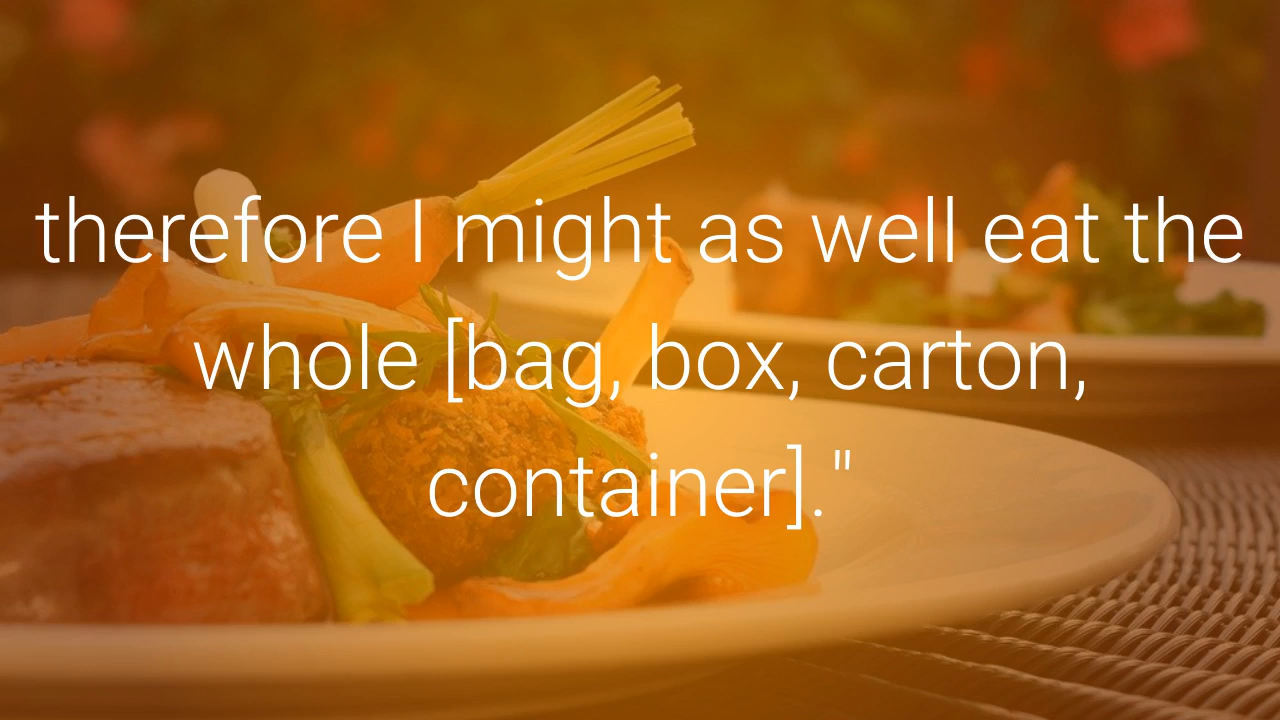 therefore I might as well eat the
whole [bag, box, carton,
container]."